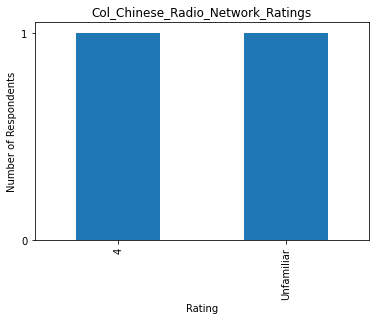 Col_Chinese_Radio_Network_Ratings
Number of Respondents
1
0
4
Unfamiliar
Rating